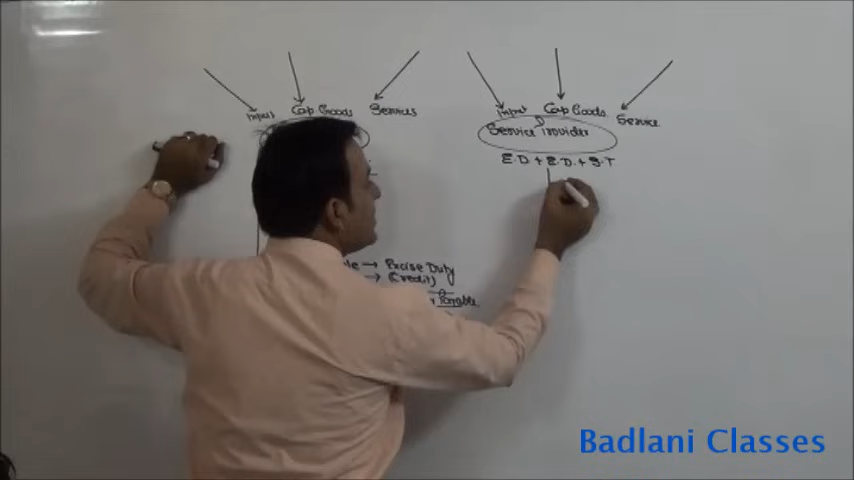 Input Cap Goods Services
Input Cap Goods Service
Service Provider
E.D + E.D. + S.T
→ Excise Duty
→ Credit
Payable
Badlani Classes